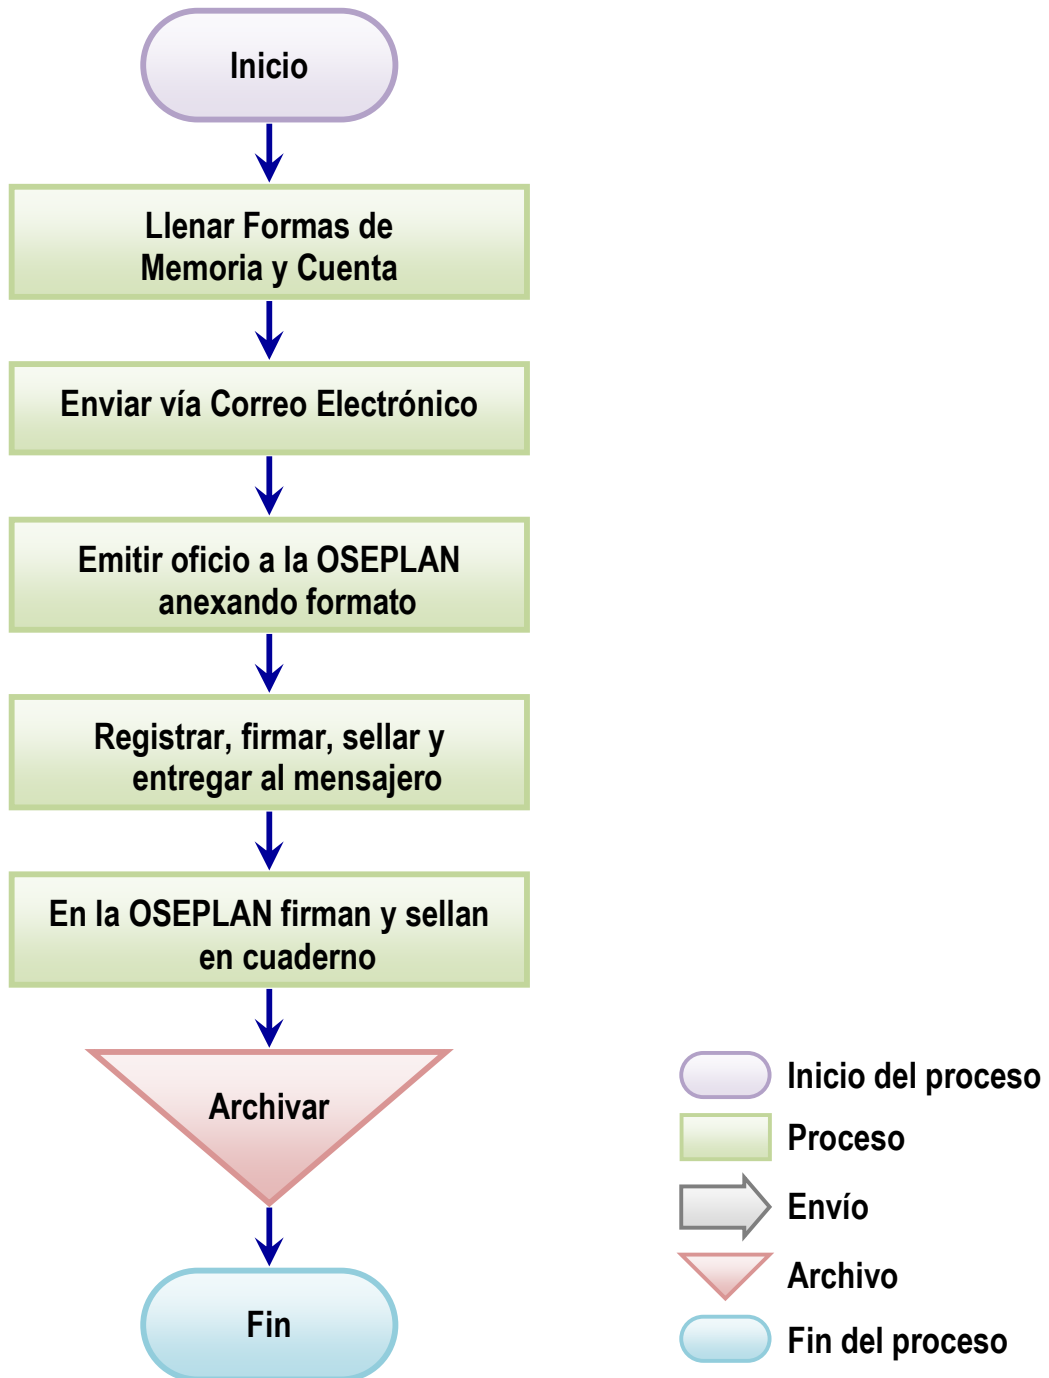 Inicio
Llenar Formas de
Memoria y Cuenta
Enviar vía Correo Electrónico
Emitir oficio a la OSEPLAN
anexando formato
Registrar, firmar, sellar y
entregar al mensajero
En la OSEPLAN firman y sellan
en cuaderno
Archivar
Fin
Inicio del proceso
Proceso
Envío
Archivo
Fin del proceso